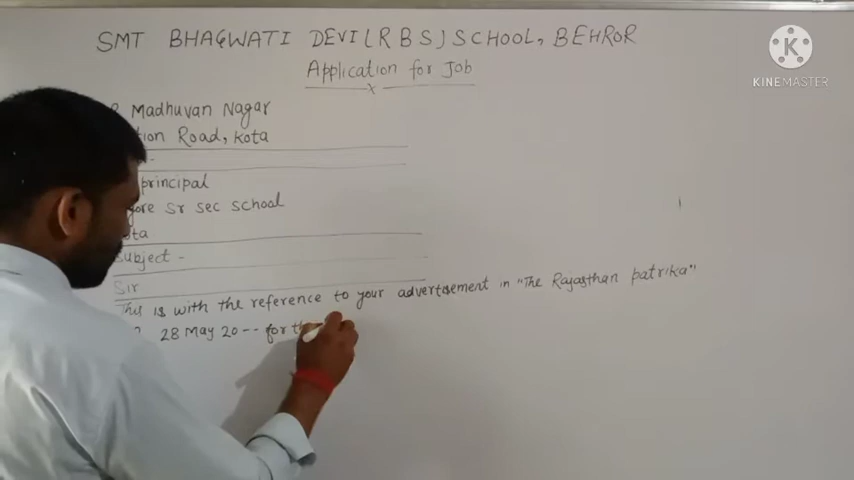 SMT BHAGWATI DEVI LR B S J SCHOOL, BEHROR
Application for Job
x
Madhuvan Nagar
Road, Kota
principal
Sr sec school
Subject -
Sir
This is with the reference to your advertisement in "The Rajasthan patrika"
28 May 20-- for
K
KINEMASTER